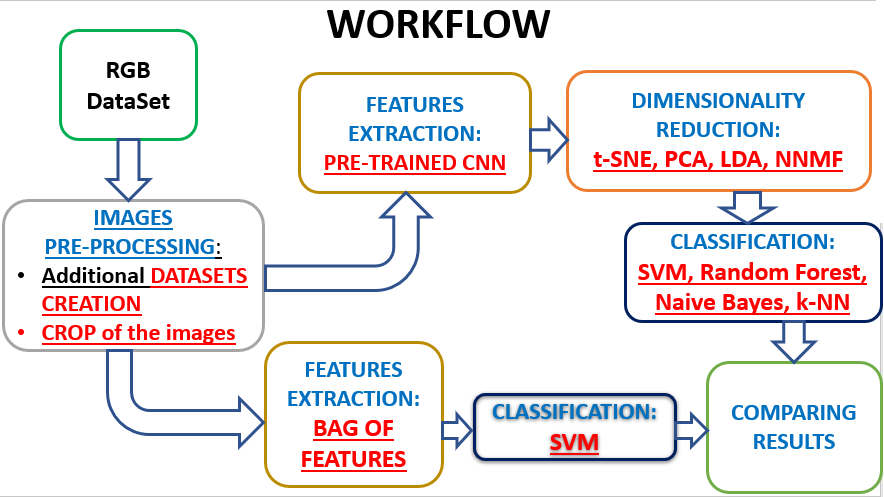 WORKFLOW
RGB
DataSet
IMAGES
PRE-PROCESSING:
• Additional DATASETS
CREATION
• CROP of the images
FEATURES
EXTRACTION:
PRE-TRAINED CNN
DIMENSIONALITY
REDUCTION:
t-SNE, PCA, LDA, NNMF
CLASSIFICATION:
SVM, Random Forest,
Naive Bayes, k-NN
FEATURES
EXTRACTION:
BAG OF
FEATURES
CLASSIFICATION:
SVM
COMPARING
RESULTS